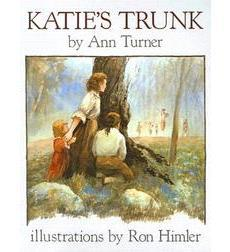 KATIE'S TRUNK
by Ann Turner
illustrations by Ron Himler